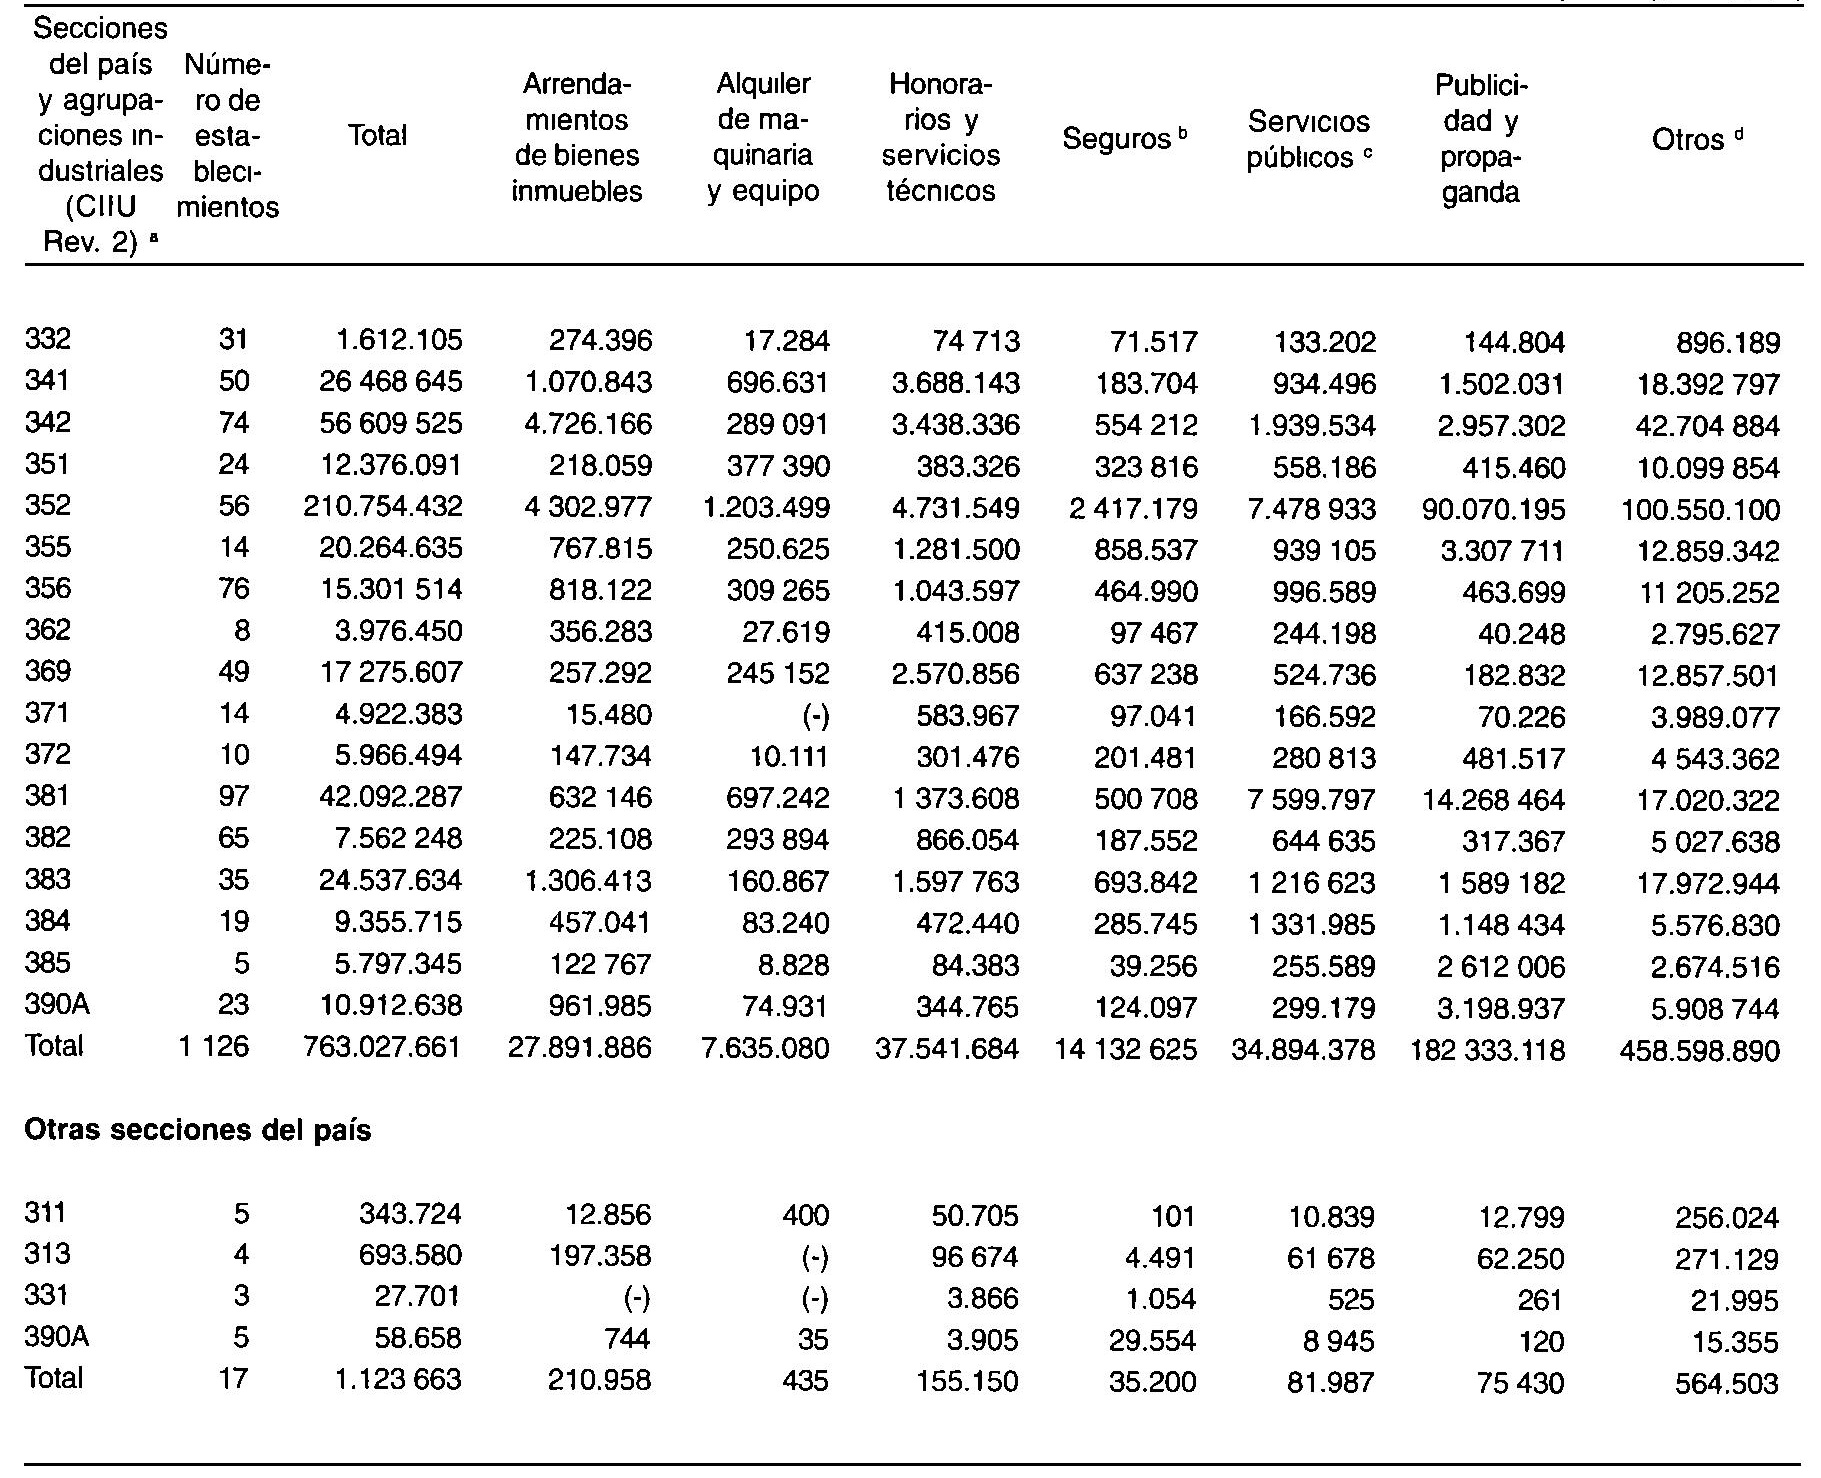 Secciones
del país Núme-
y agrupa- ro de Arrenda- Alquiler Honora- Publici-
ciones in- esta- Total mientos de ma- rios y Seguros b Servicios dad y Otros d
dustriales bleci- de bienes quinaria servicios públicos c propa-
(CIIU mientos inmuebles y equipo técnicos ganda
Rev. 2) a
332 31 1.612.105 274.396 17.284 74 713 71.517 133.202 144.804 896.189
341 50 26 468 645 1.070.843 696.631 3.688.143 183.704 934.496 1.502.031 18.392 797
342 74 56 609 525 4.726.166 289 091 3.438.336 554 212 1.939.534 2.957.302 42.704 884
351 24 12.376.091 218.059 377 390 383.326 323 816 558.186 415.460 10.099 854
352 56 210.754.432 4 302.977 1.203.499 4.731.549 2 417.179 7.478 933 90.070.195 100.550.100
355 14 20.264.635 767.815 250.625 1.281.500 858.537 939 105 3.307 711 12.859.342
356 76 15.301 514 818.122 309 265 1.043.597 464.990 996.589 463.699 11 205.252
362 8 3.976.450 356.283 27.619 415.008 97 467 244.198 40.248 2.795.627
369 49 17 275.607 257.292 245 152 2.570.856 637 238 524.736 182.832 12.857.501
371 14 4.922.383 15.480 (-) 583.967 97.041 166.592 70.226 3.989.077
372 10 5.966.494 147.734 10.111 301.476 201.481 280 813 481.517 4 543.362
381 97 42.092.287 632 146 697.242 1 373.608 500 708 7 599.797 14.268 464 17.020.322
382 65 7.562 248 225.108 293 894 866.054 187.552 644 635 317.367 5 027.638
383 35 24.537.634 1.306.413 160.867 1.597 763 693.842 1 216 623 1 589 182 17.972.944
384 19 9.355.715 457.041 83.240 472.440 285.745 1 331.985 1.148 434 5.576.830
385 5 5.797.345 122 767 8.828 84.383 39.256 255.589 2 612 006 2.674.516
390A 23 10.912.638 961.985 74.931 344.765 124.097 299.179 3.198.937 5.908 744
Total 1 126 763.027.661 27.891.886 7.635.080 37.541.684 14 132 625 34.894.378 182 333.118 458.598.890
Otras secciones del país
311 5 343.724 12.856 400 50.705 101 10.839 12.799 256.024
313 4 693.580 197.358 (-) 96 674 4.491 61 678 62.250 271.129
331 3 27.701 (-) (-) 3.866 1.054 525 261 21.995
390A 5 58.658 744 35 3.905 29.554 8 945 120 15.355
Total 17 1.123 663 210.958 435 155.150 35.200 81.987 75 430 564.503